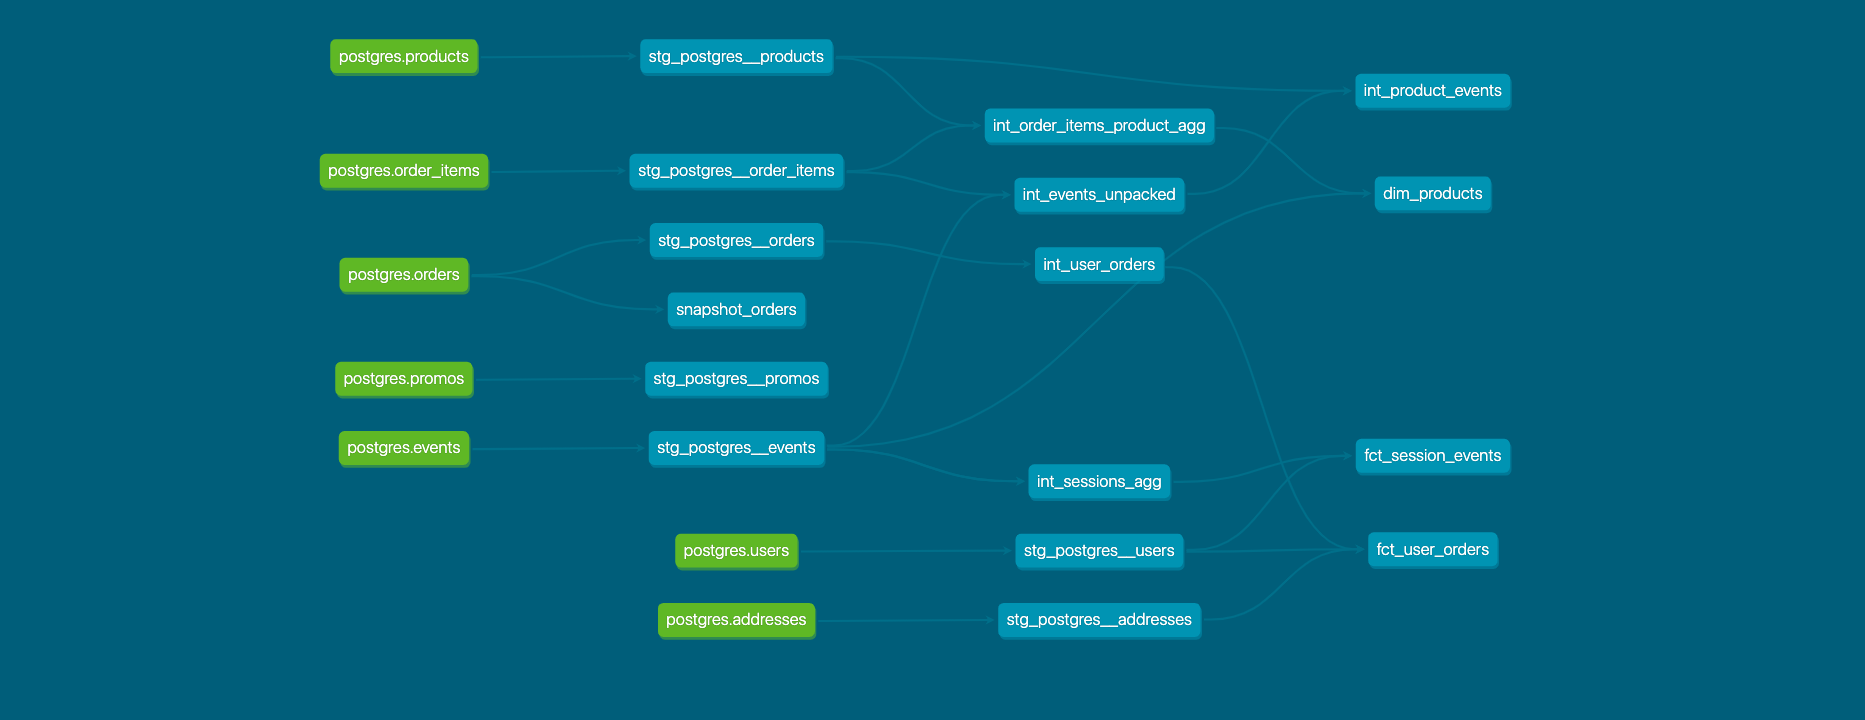 postgres.products
stg_postgres__products
int_product_events
int_order_items_product_agg
postgres.order_items
stg_postgres__order_items
int_events_unpacked
dim_products
stg_postgres__orders
int_user_orders
postgres.orders
snapshot_orders
postgres.promos
stg_postgres__promos
postgres.events
stg_postgres__events
fct_session_events
int_sessions_agg
postgres.users
stg_postgres__users
fct_user_orders
postgres.addresses
stg_postgres__addresses